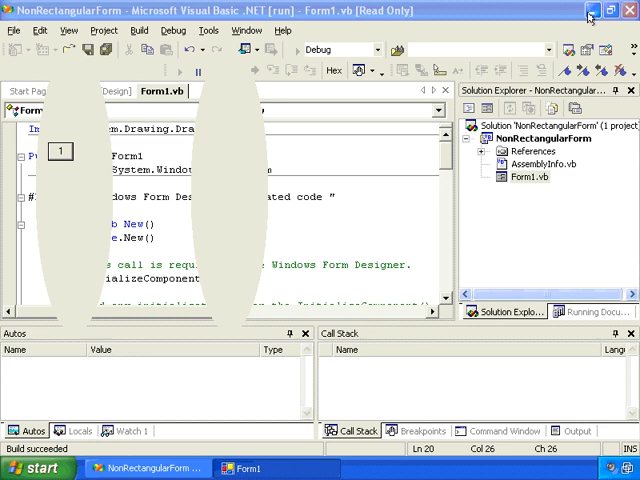 NonRectangularForm - Microsoft Visual Basic .NET [run] - Form1.vb [Read Only]
File Edit View Project Build Debug Tools Window Help
Debug
Hex
Start Pag [Design] Form1.vb
Solution Explorer - NonRectangular...
Form
Solution 'NonRectangularForm' (1 project)
NonRectangularForm
References
AssemblyInfo.vb
Form1.vb
Im em.Drawing.Dra
1
P Form1
System.Windo m
#I ndows Form Des ated code "
b New()
e.New()
s call is requi e Windows Form Designer.
ializeComponent
Solution Explo... Running Docu...
Autos
Name Value Type
Call Stack
Name Langu
Autos Locals Watch 1
Call Stack Breakpoints Command Window Output
Build succeeded
Ln 20 Col 26 Ch 26 INS
start NonRectangularForm ... Form1